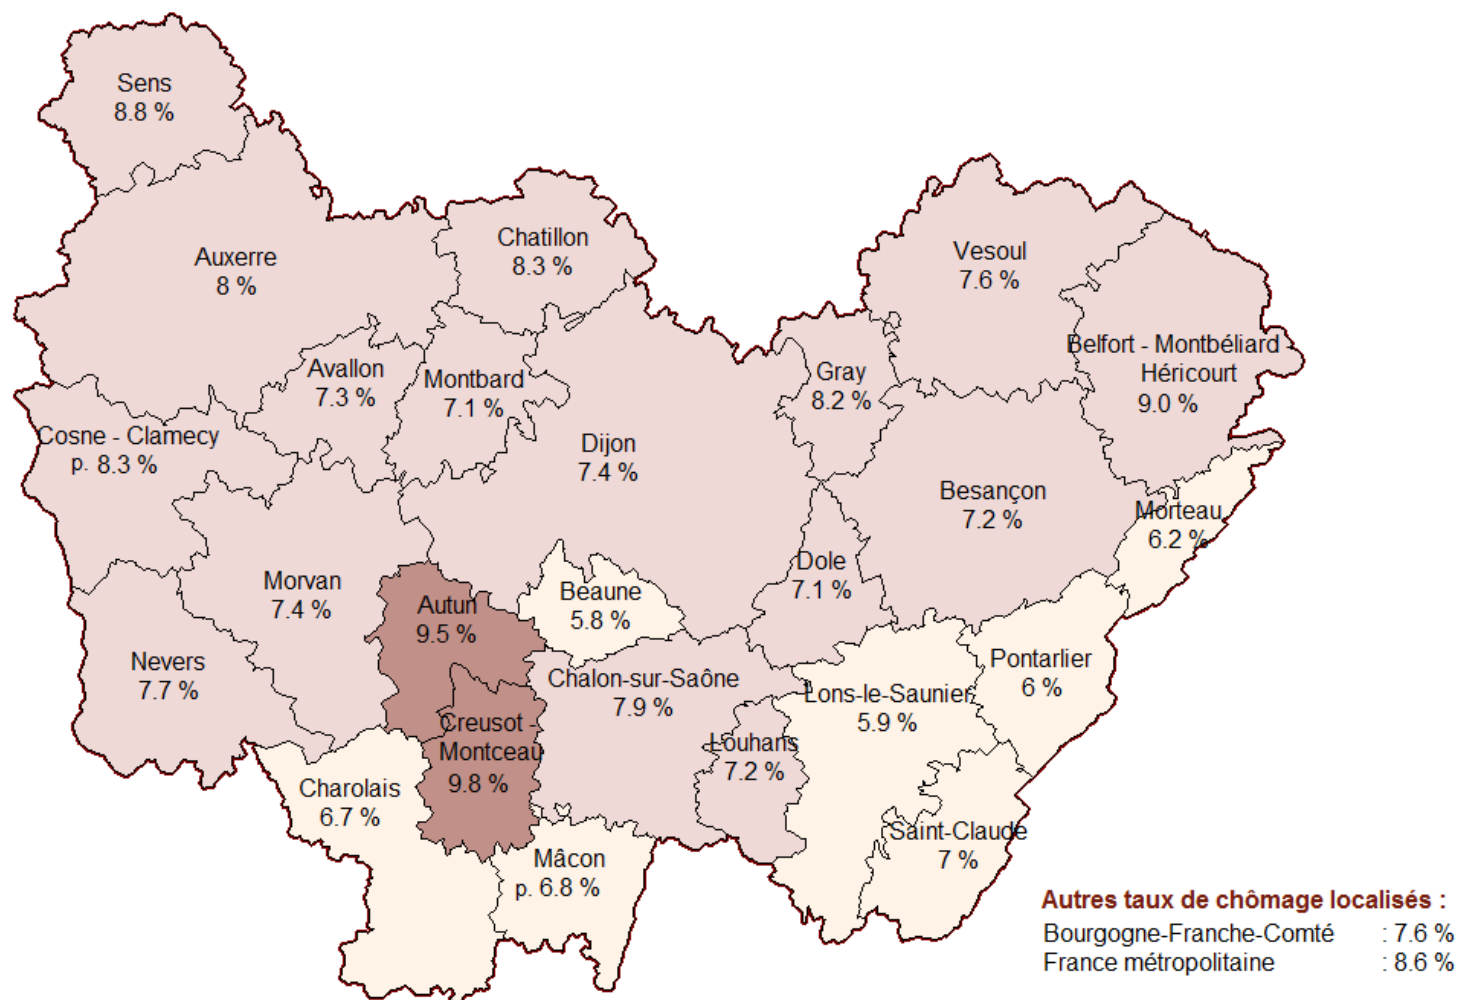 Sens
8.8 %
Auxerre
8 %
Chatillon
8.3 %
Vesoul
7.6 %
Belfort - Montbéliard -
Héricourt
9.0 %
Avallon
7.3 %
Montbard
7.1 %
Gray
8.2 %
Cosne - Clamecy
p. 8.3 %
Dijon
7.4 %
Besançon
7.2 %
Morteau
6.2 %
Morvan
7.4 %
Autun
9.5 %
Beaune
5.8 %
Dole
7.1 %
Nevers
7.7 %
Chalon-sur-Saône
7.9 %
Lons-le-Saunier
5.9 %
Pontarlier
6 %
Creusot -
Montceau
9.8 %
Louhans
7.2 %
Charolais
6.7 %
Saint-Claude
7 %
Mâcon
p. 6.8 %
Autres taux de chômage localisés :
Bourgogne-Franche-Comté : 7.6 %
France métropolitaine : 8.6 %